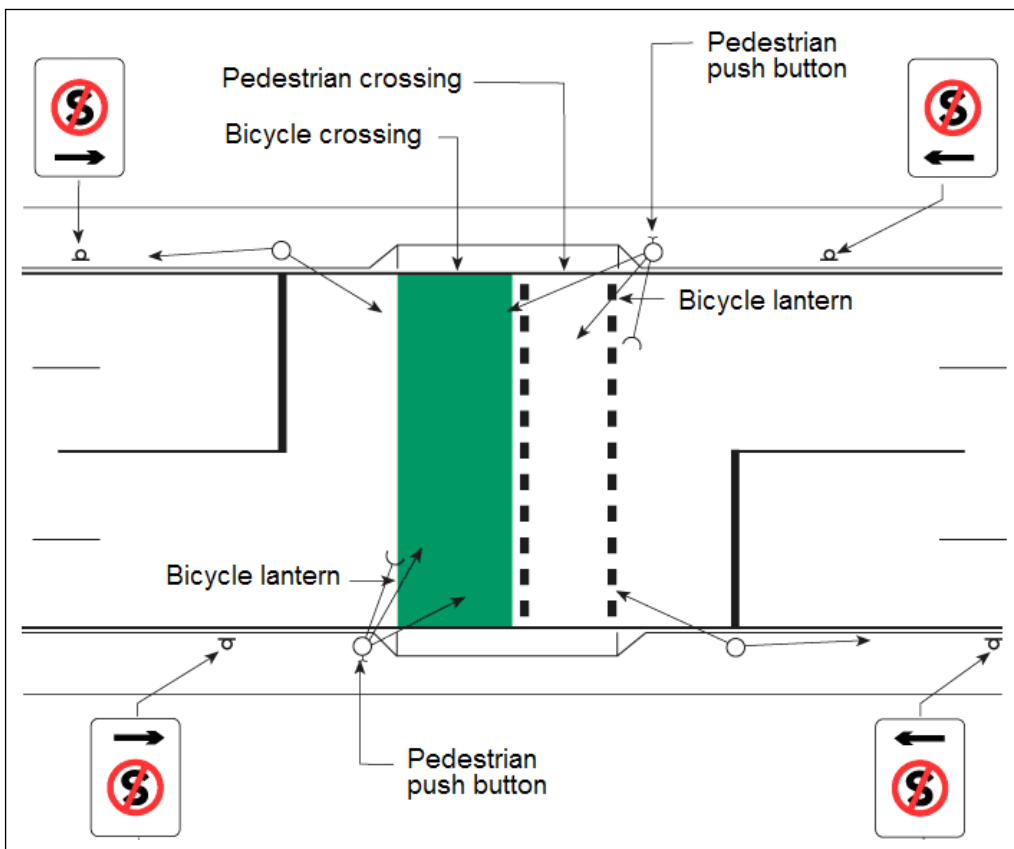 Pedestrian
push button
Pedestrian crossing
Bicycle crossing
S
S
Bicycle lantern
Bicycle lantern
Pedestrian
push button
S
S